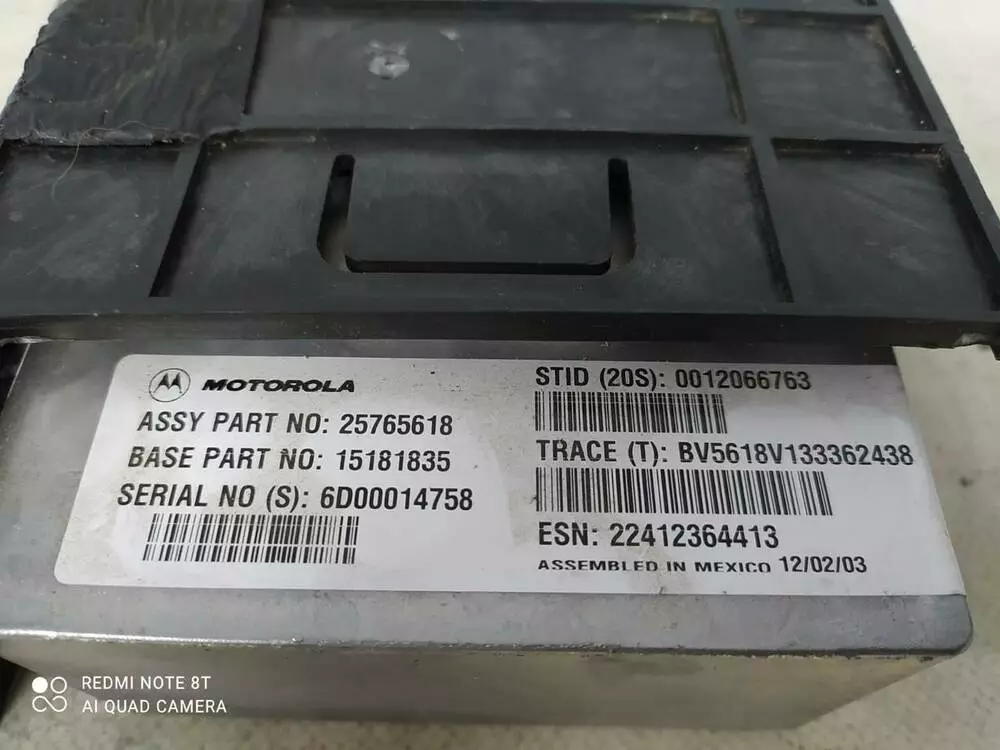 MOTOROLA
ASSY PART NO: 25765618
BASE PART NO: 15181835
SERIAL NO (S): 6D00014758
STID (20S): 0012066763
TRACE (T): BV5618V133362438
ESN: 22412364413
ASSEMBLED IN MEXICO 12/02/03
REDMI NOTE 8T
AI QUAD CAMERA